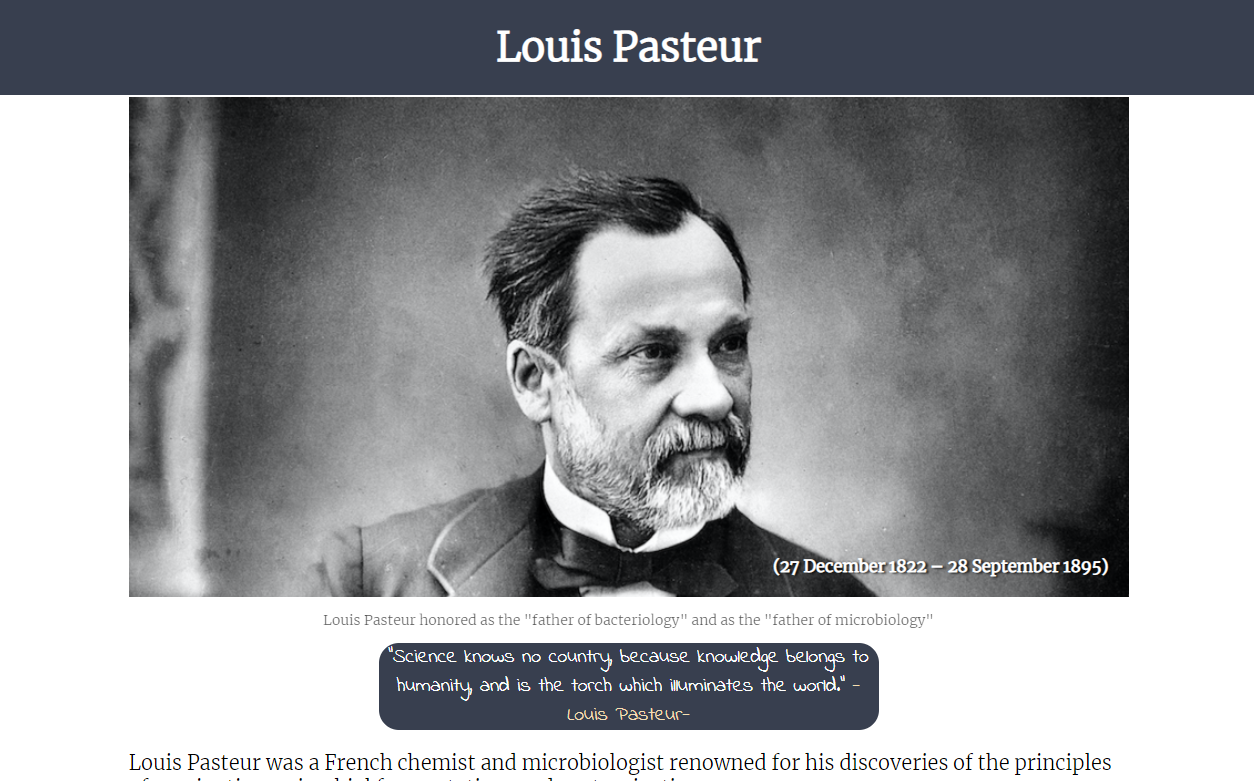 Louis Pasteur
(27 December 1822 – 28 September 1895)
Louis Pasteur honored as the "father of bacteriology" and as the "father of microbiology"
"Science knows no country, because knowledge belongs to
humanity, and is the torch which illuminates the world." -
Louis Pasteur-
Louis Pasteur was a French chemist and microbiologist renowned for his discoveries of the principles